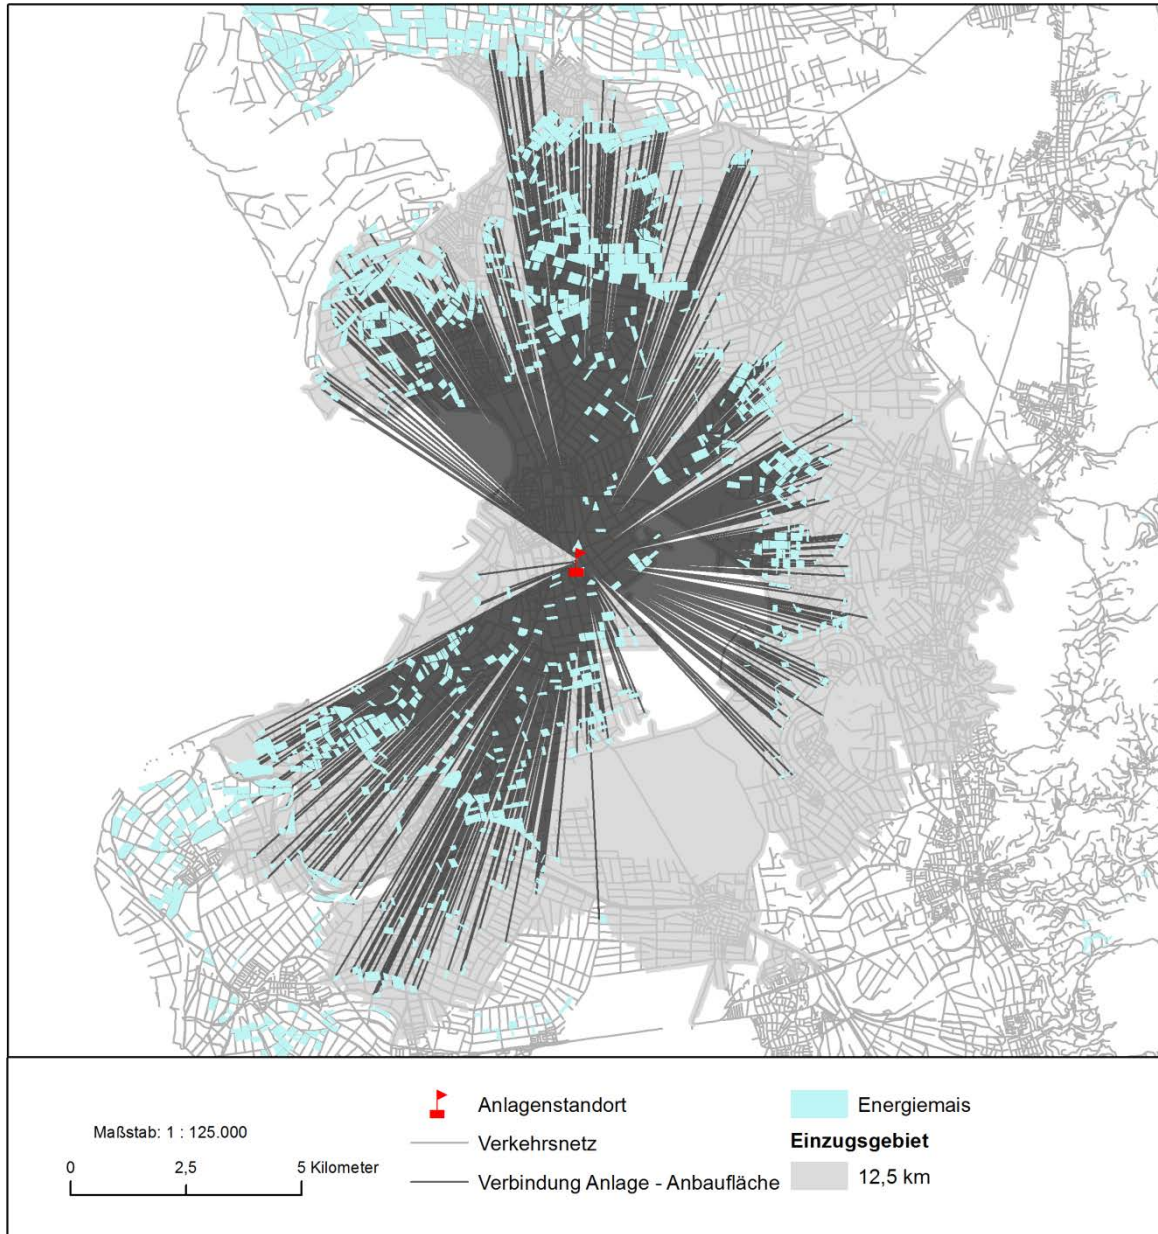 Maßstab: 1 : 125.000
0 2,5 5 Kilometer
Anlagenstandort
Verkehrsnetz
Verbindung Anlage - Anbaufläche
Energiemais
Einzugsgebiet
12,5 km